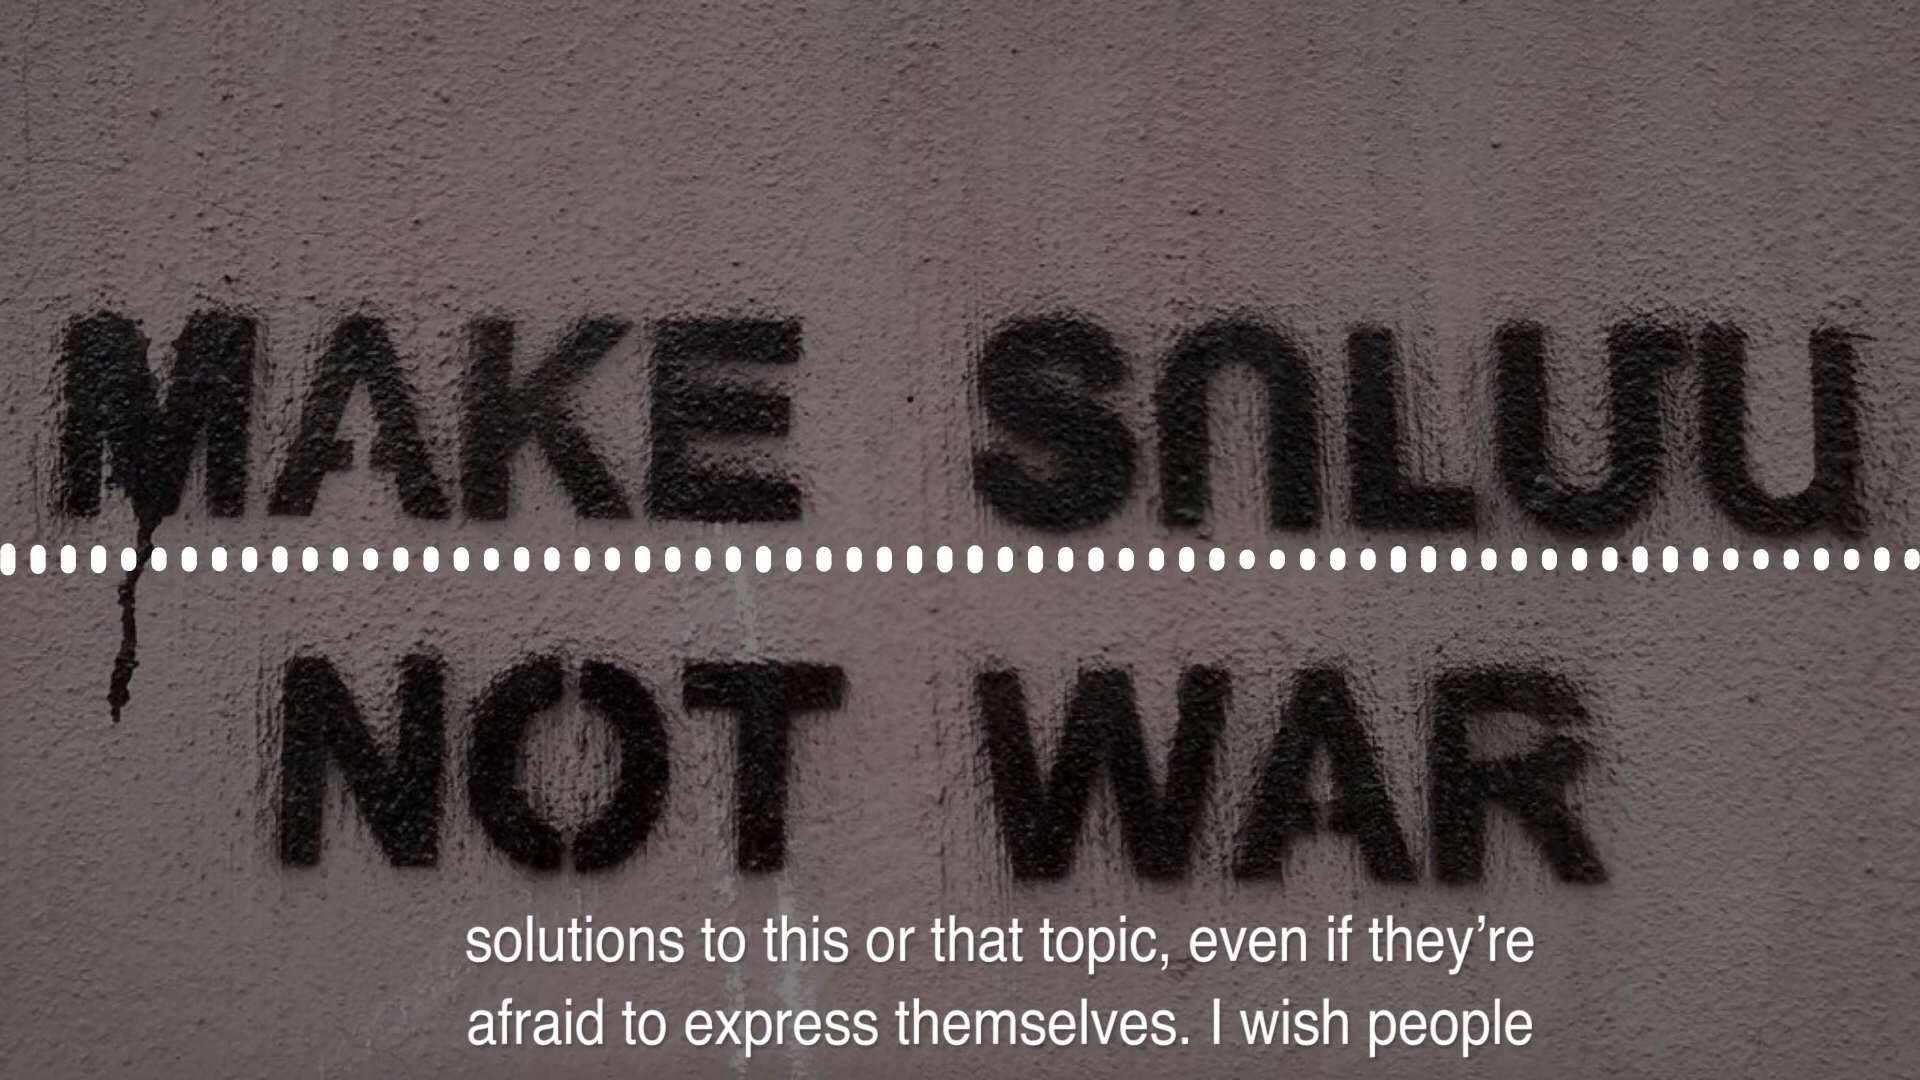 MAKE ՏՈԼՄԱ
NOT WAR
solutions to this or that topic, even if they’re
afraid to express themselves. I wish people